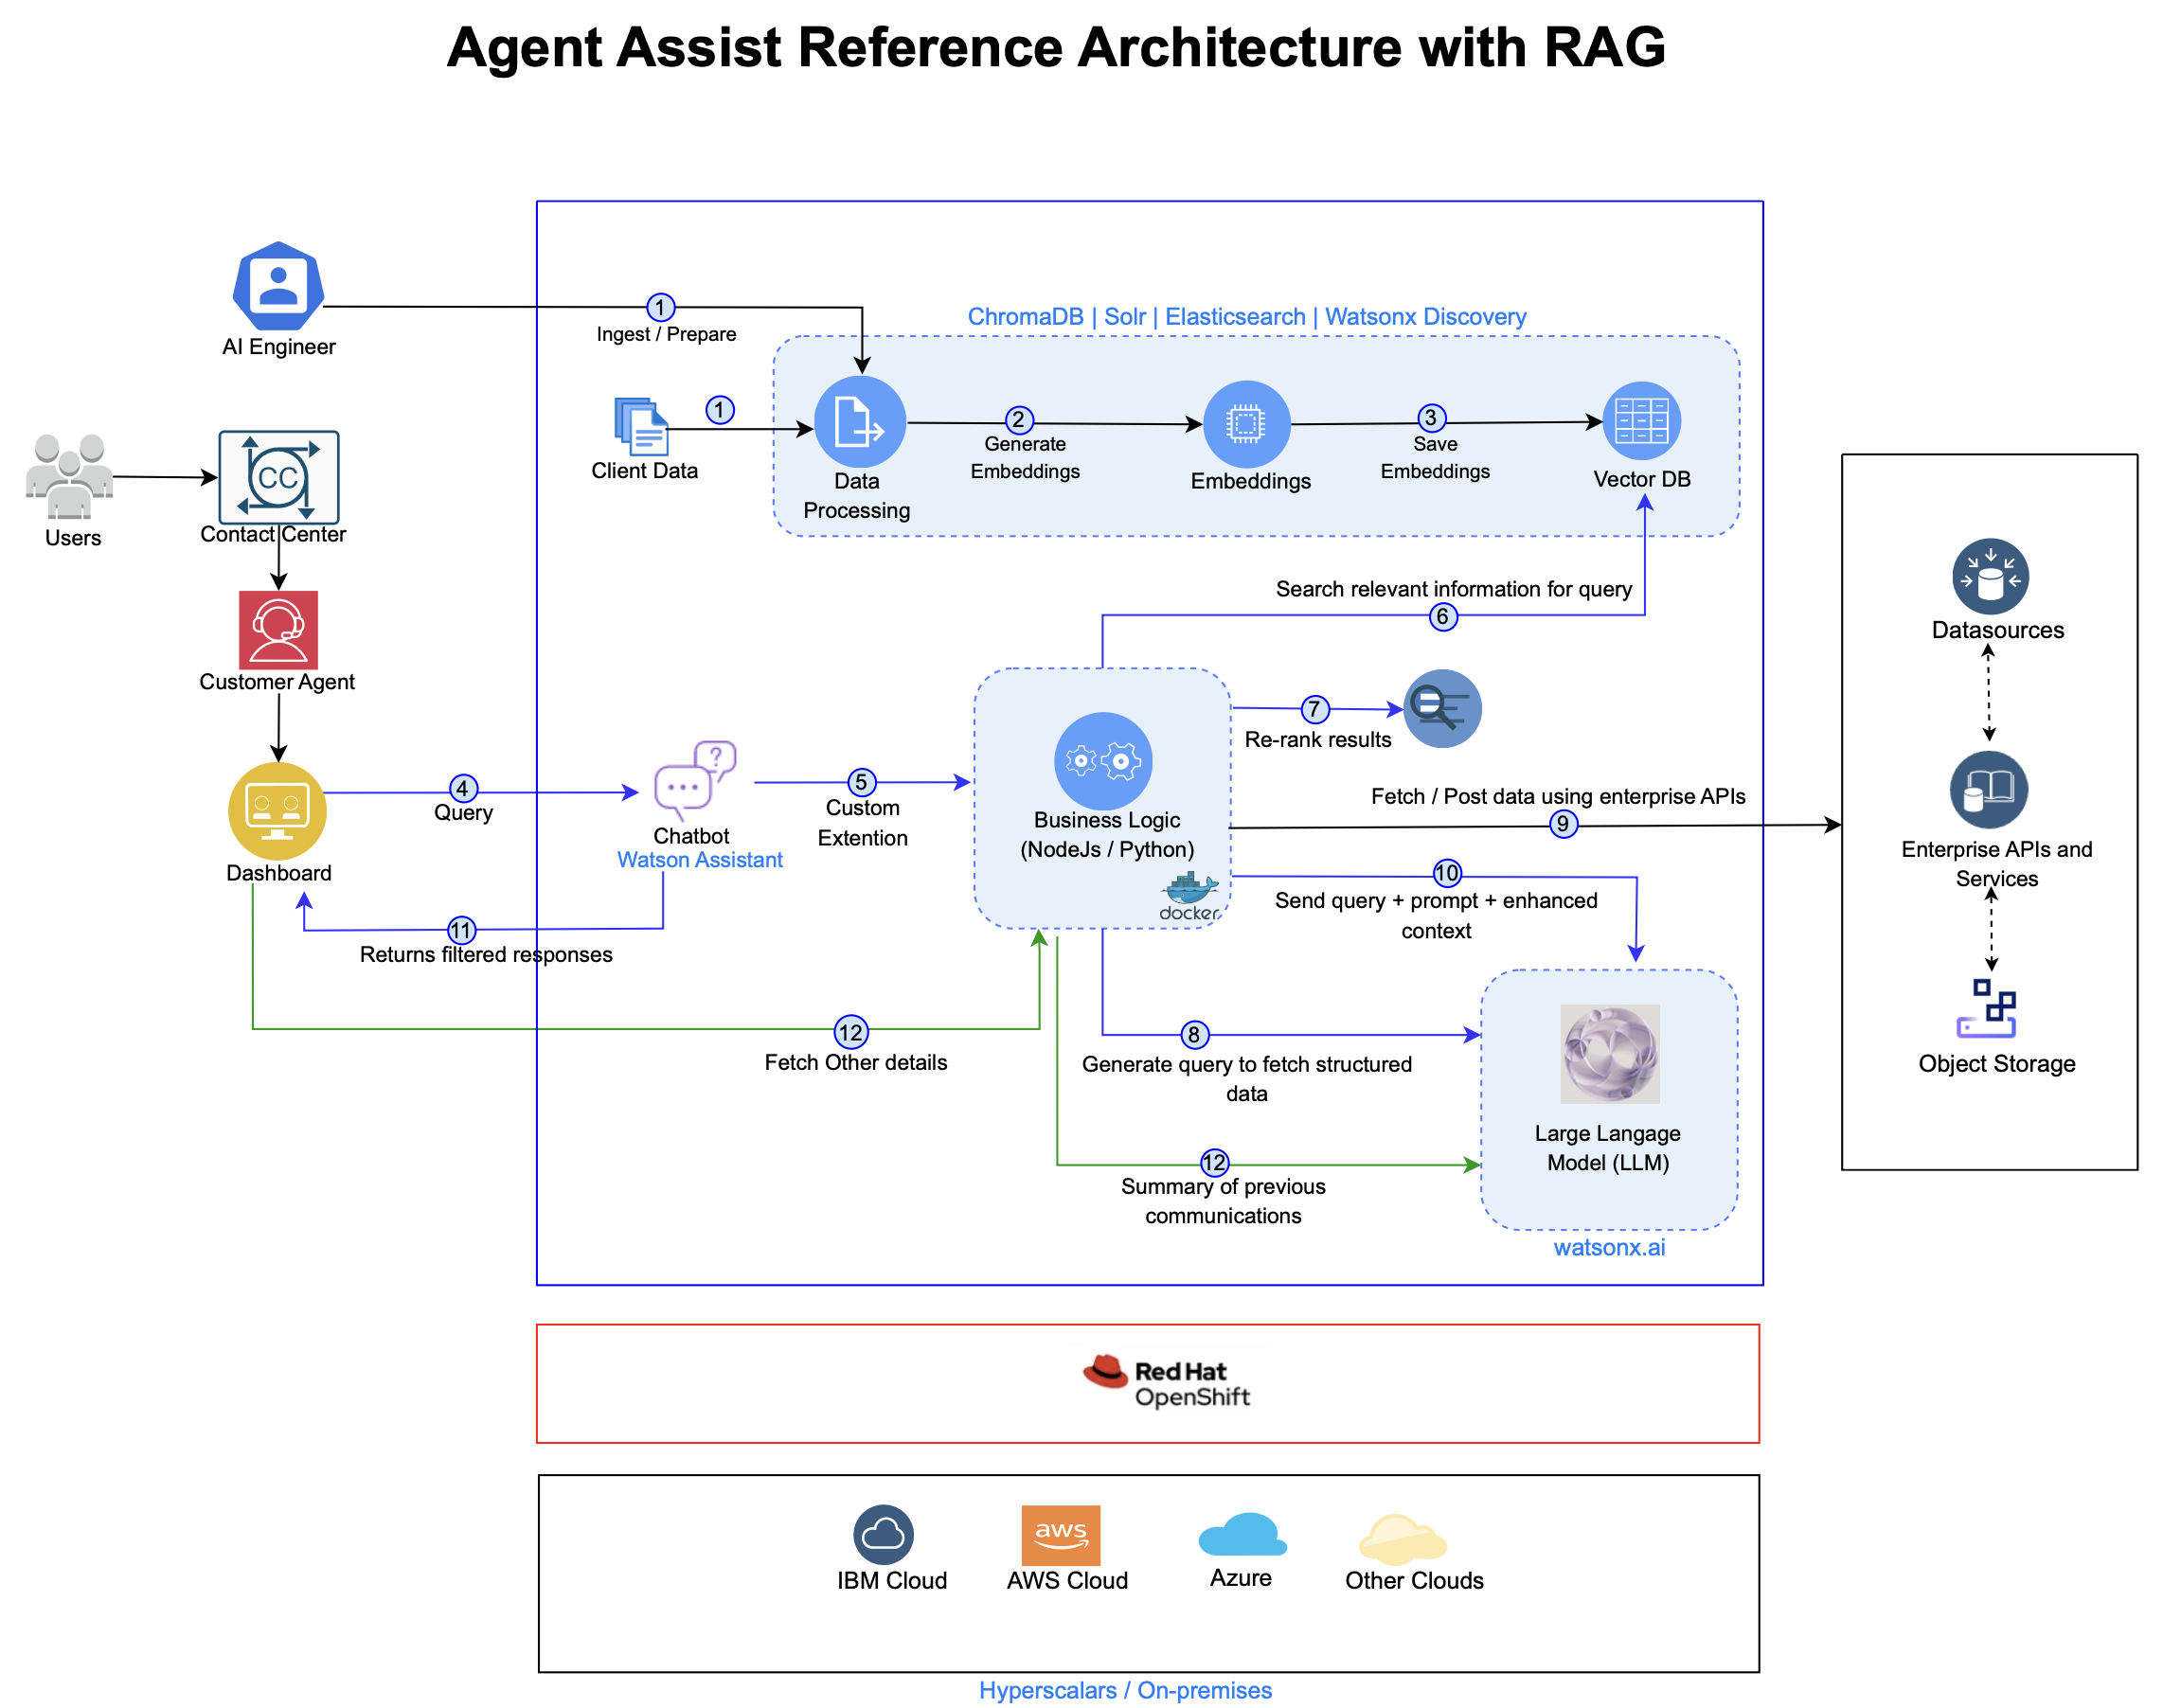 Agent Assist Reference Architecture with RAG
AI Engineer
1
Ingest / Prepare
ChromaDB | Solr | Elasticsearch | Watsonx Discovery
Client Data
1
Data
Processing
2
Generate
Embeddings
Embeddings
3
Save
Embeddings
Vector DB
Users
CC
Contact Center
Customer Agent
Dashboard
4
Query
Chatbot
Watson Assistant
5
Custom
Extention
Search relevant information for query
6
7
Re-rank results
Business Logic
(NodeJs / Python)
docker
Fetch / Post data using enterprise APIs
9
10
Send query + prompt + enhanced
context
11
Returns filtered responses
12
Fetch Other details
8
Generate query to fetch structured
data
12
Summary of previous
communications
Large Langage
Model (LLM)
watsonx.ai
Datasources
Enterprise APIs and
Services
Object Storage
Red Hat
OpenShift
IBM Cloud
aws
AWS Cloud
Azure
Other Clouds
Hyperscalars / On-premises